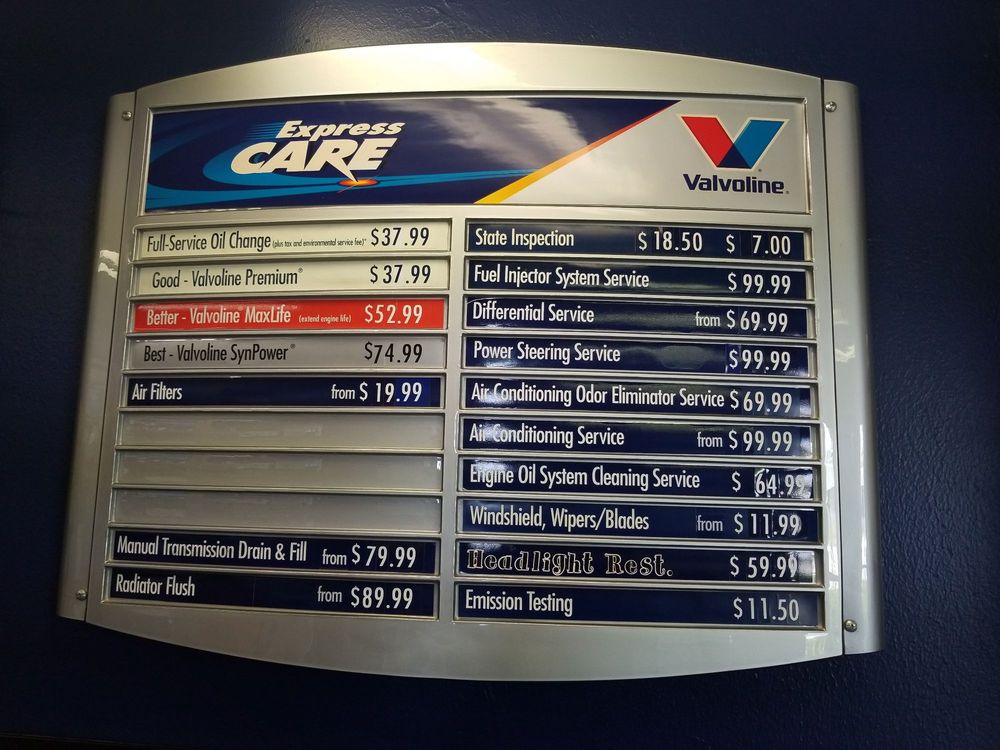 Express
CARE
Valvoline
Full-Service Oil Change (plus tax and environmental service fee)* $37.99
Good - Valvoline Premium® $37.99
Better - Valvoline® MaxLife (extend engine life) $52.99
Best - Valvoline SynPower® $74.99
Air Filters from $ 19.99
Manual Transmission Drain & Fill from $ 79.99
Radiator Flush from $89.99
State Inspection $ 18.50 $ 7.00
Fuel Injector System Service $ 99.99
Differential Service from $ 69.99
Power Steering Service $99.99
Air Conditioning Odor Eliminator Service $ 69.99
Air Conditioning Service from $ 99.99
Engine Oil System Cleaning Service $ 64.99
Windshield, Wipers/Blades from $ 11.99
Headlight Rest. $ 59.99
Emission Testing $11.50